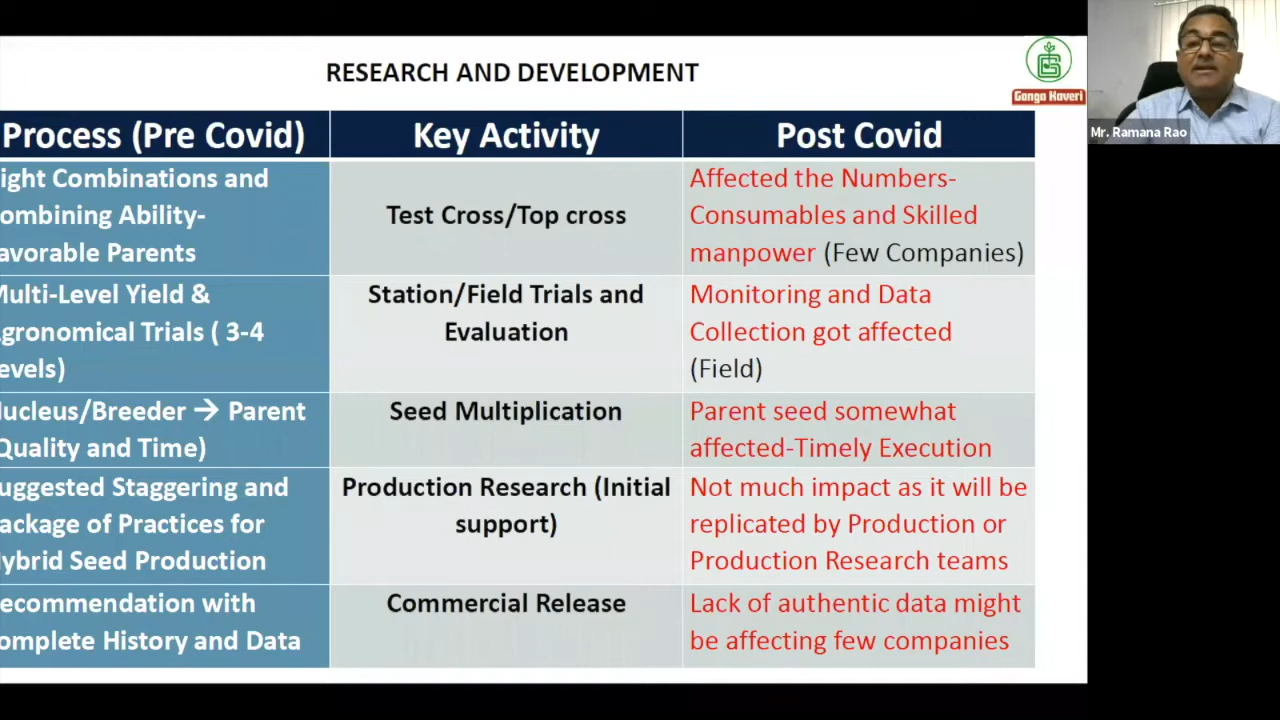 RESEARCH AND DEVELOPMENT
Ganga Kaveri
Mr. Ramana Rao
Process (Pre Covid)
Key Activity
Post Covid
ight Combinations and
ombining Ability-
avorable Parents
Test Cross/Top cross
Affected the Numbers-
Consumables and Skilled
manpower (Few Companies)
Multi-Level Yield &
gronomical Trials ( 3-4
evels)
Station/Field Trials and
Evaluation
Monitoring and Data
Collection got affected
(Field)
Nucleus/Breeder → Parent
Quality and Time)
Seed Multiplication
Parent seed somewhat
affected-Timely Execution
uggested Staggering and
ackage of Practices for
ybrid Seed Production
Production Research (Initial
support)
Not much impact as it will be
replicated by Production or
Production Research teams
ecommendation with
omplete History and Data
Commercial Release
Lack of authentic data might
be affecting few companies